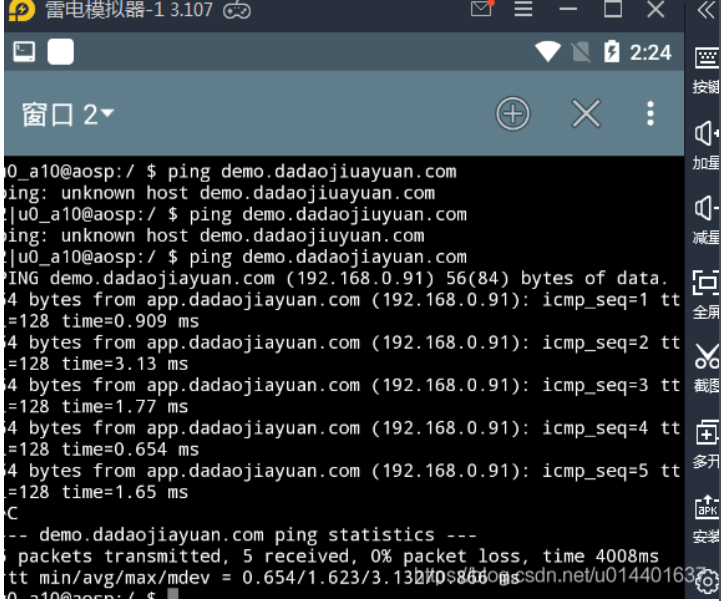 雷电模拟器-1 3.107
2:24
窗口 2
u0_a10@aosp:/ $ ping demo.dadaojiuayuan.com
ping: unknown host demo.dadaojiuayuan.com
2|u0_a10@aosp:/ $ ping demo.dadaojiuyuan.com
ping: unknown host demo.dadaojiuyuan.com
2|u0_a10@aosp:/ $ ping demo.dadaojiayuan.com
PING demo.dadaojiayuan.com (192.168.0.91) 56(84) bytes of data.
64 bytes from app.dadaojiayuan.com (192.168.0.91): icmp_seq=1 tt
l=128 time=0.909 ms
64 bytes from app.dadaojiayuan.com (192.168.0.91): icmp_seq=2 tt
l=128 time=3.13 ms
64 bytes from app.dadaojiayuan.com (192.168.0.91): icmp_seq=3 tt
l=128 time=1.77 ms
64 bytes from app.dadaojiayuan.com (192.168.0.91): icmp_seq=4 tt
l=128 time=0.654 ms
64 bytes from app.dadaojiayuan.com (192.168.0.91): icmp_seq=5 tt
l=128 time=1.65 ms
^C
--- demo.dadaojiayuan.com ping statistics ---
5 packets transmitted, 5 received, 0% packet loss, time 4008ms
rtt min/avg/max/mdev = 0.654/1.623/3.132/0.866 ms
u0_a10@aosp:/ $
按键
加量
减量
全屏
截图
多开
APK
安装
https://blog.csdn.net/u014401637